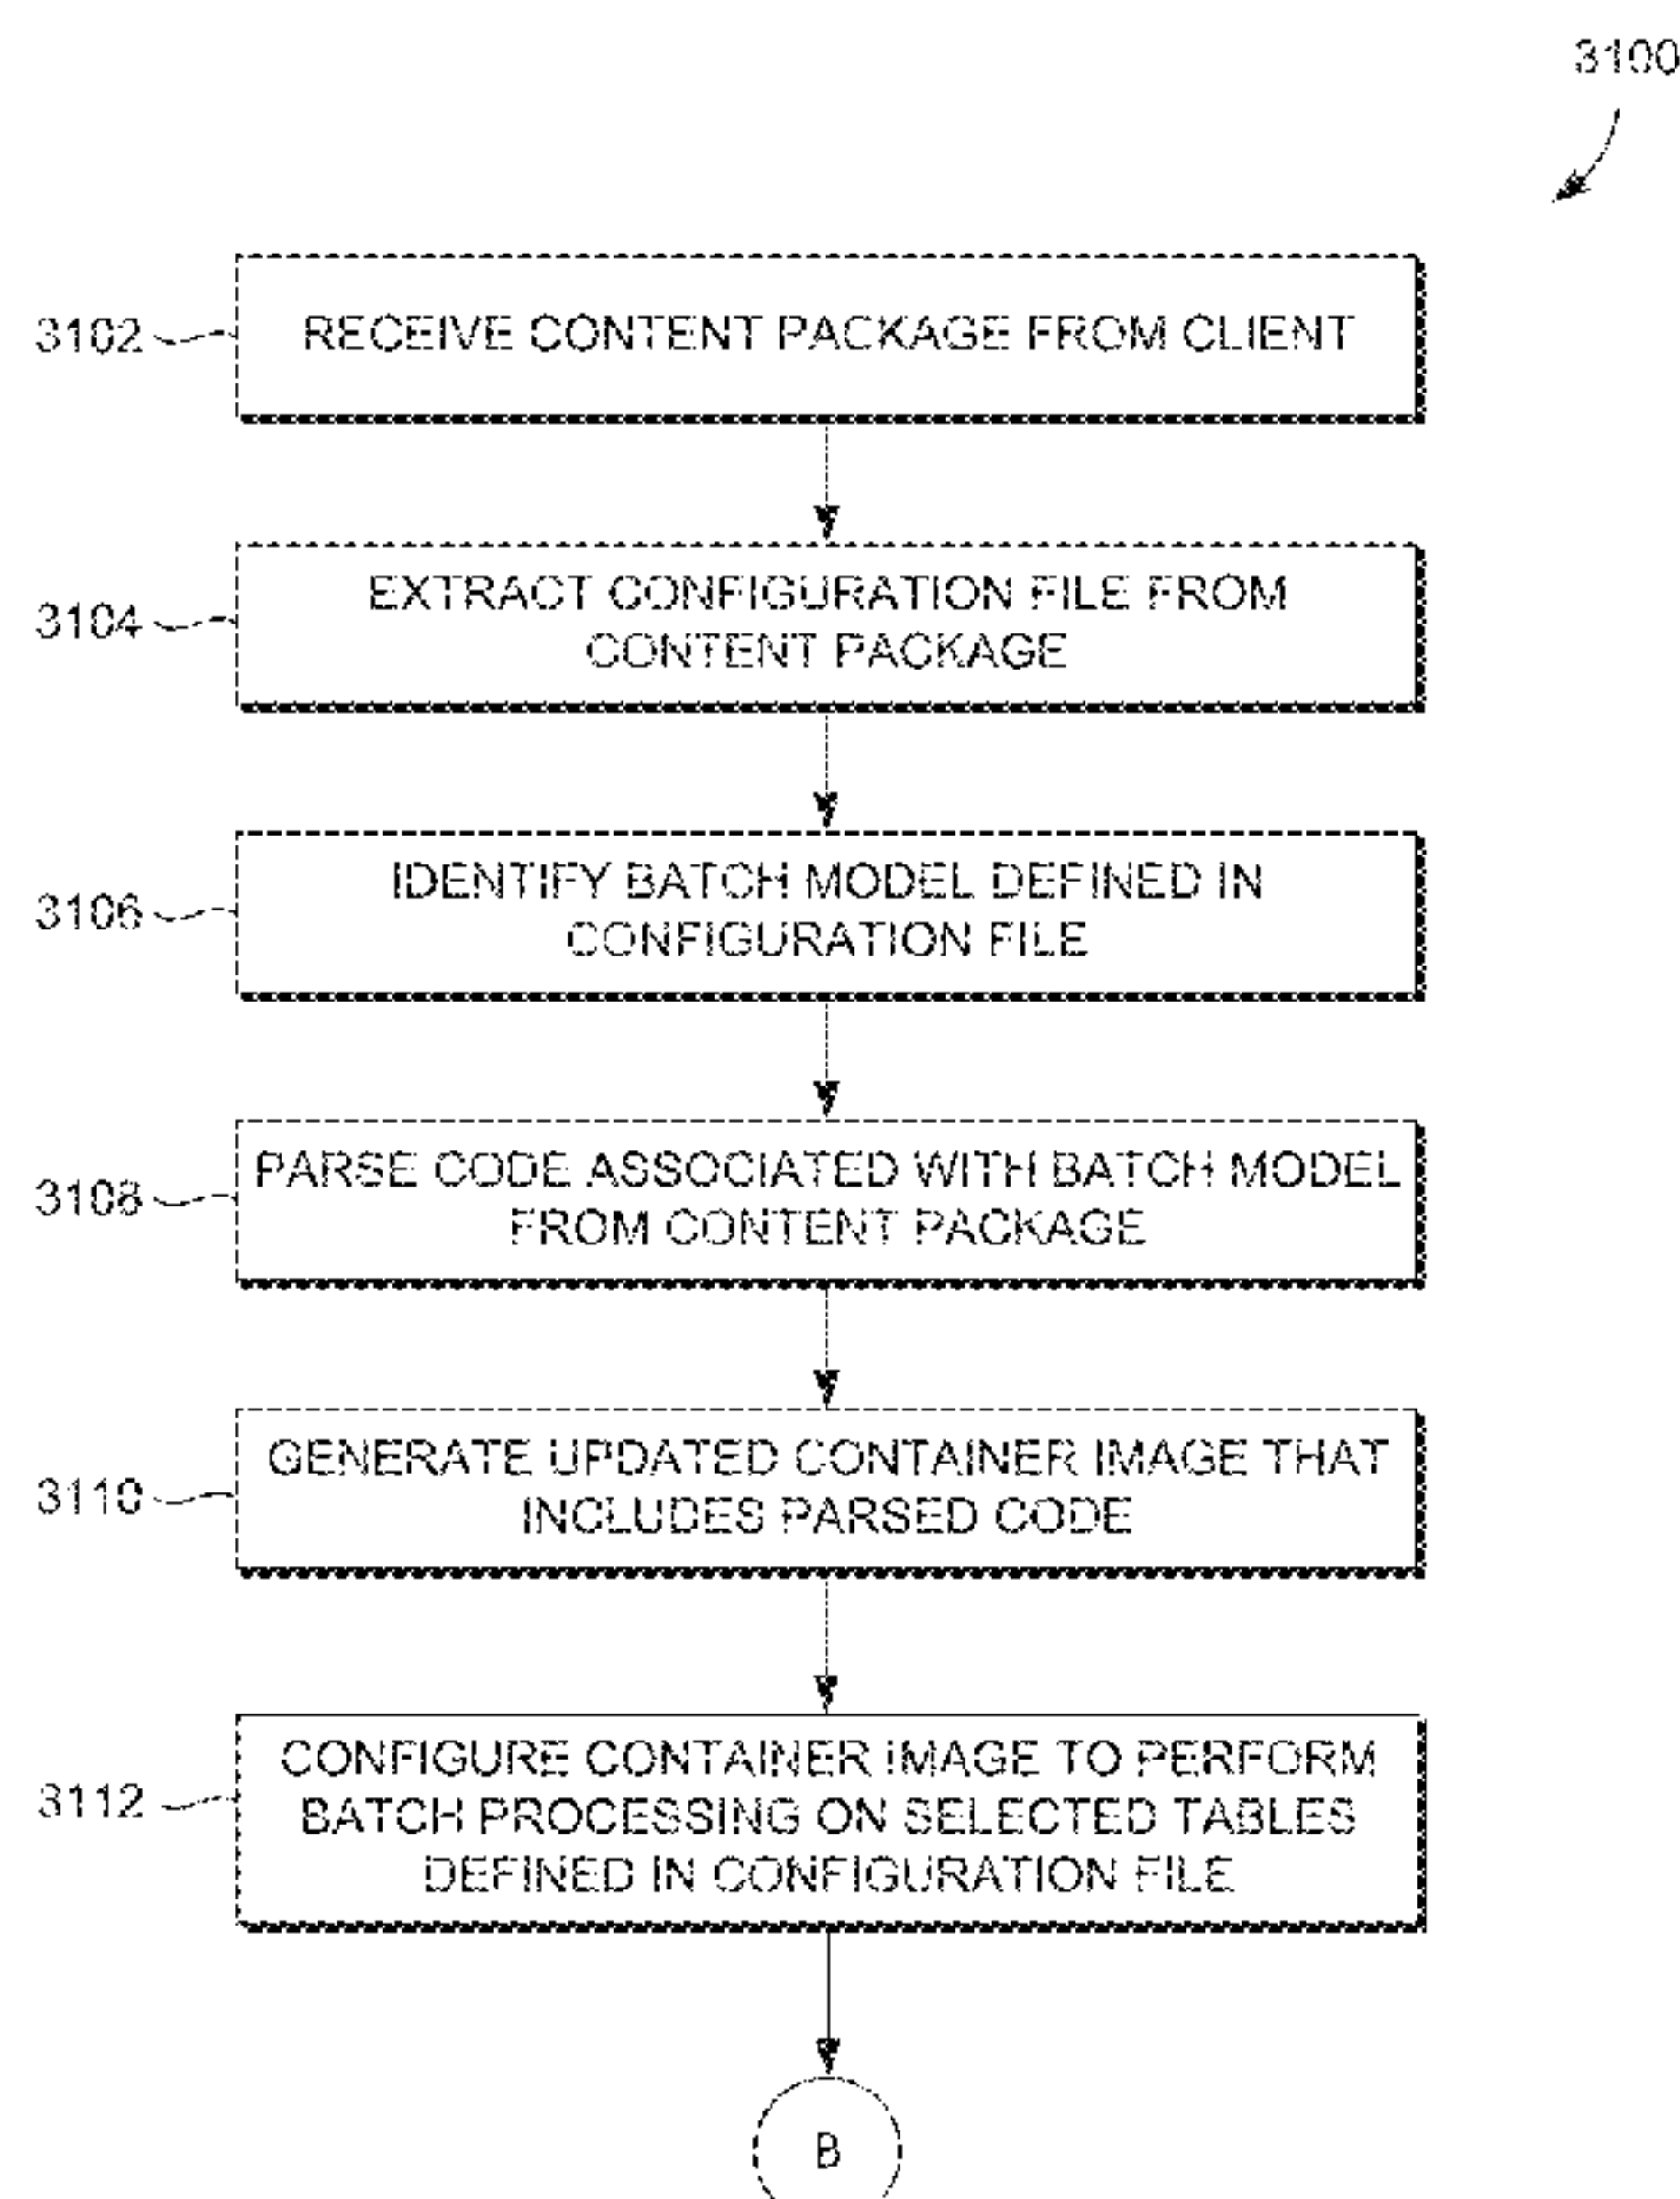 3100
3102
RECEIVE CONTENT PACKAGE FROM CLIENT
3104
EXTRACT CONFIGURATION FILE FROM
CONTENT PACKAGE
3106
IDENTIFY BATCH MODEL DEFINED IN
CONFIGURATION FILE
3108
PARSE CODE ASSOCIATED WITH BATCH MODEL
FROM CONTENT PACKAGE
3110
GENERATE UPDATED CONTAINER IMAGE THAT
INCLUDES PARSED CODE
3112
CONFIGURE CONTAINER IMAGE TO PERFORM
BATCH PROCESSING ON SELECTED TABLES
DEFINED IN CONFIGURATION FILE
B